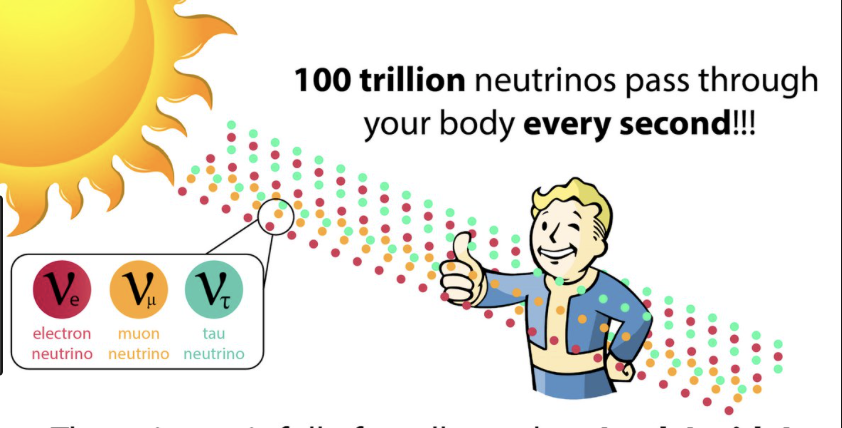 100 trillion neutrinos pass through
your body every second!!!
νe νμ ντ
electron neutrino
muon neutrino
tau neutrino